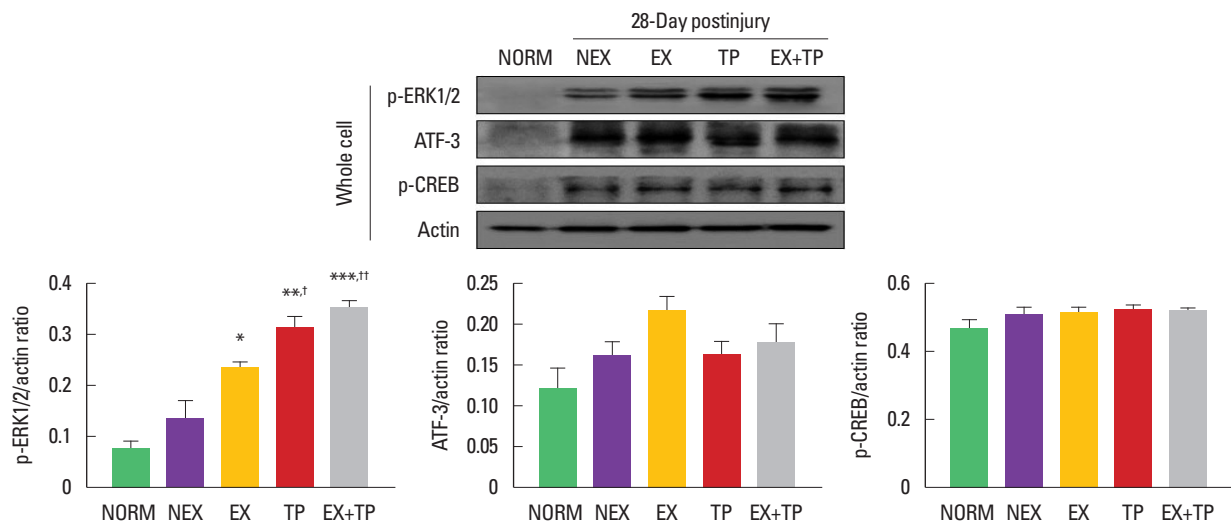 28-Day postinjury
NORM NEX EX TP EX+TP
Whole cell
p-ERK1/2
ATF-3
p-CREB
Actin
p-ERK1/2/actin ratio
0.4
0.3
0.2
0.1
0
*
**,†
***,††
NORM NEX EX TP EX+TP
ATF-3/actin ratio
0.25
0.20
0.15
0.10
0.05
0.00
NORM NEX EX TP EX+TP
p-CREB/actin ratio
0.6
0.4
0.2
0
NORM NEX EX TP EX+TP